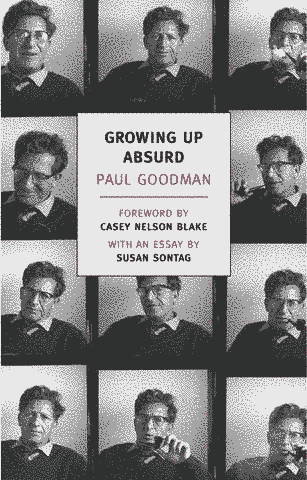 GROWING UP
ABSURD
PAUL GOODMAN
FOREWORD BY
CASEY NELSON BLAKE
WITH AN ESSAY BY
SUSAN SONTAG